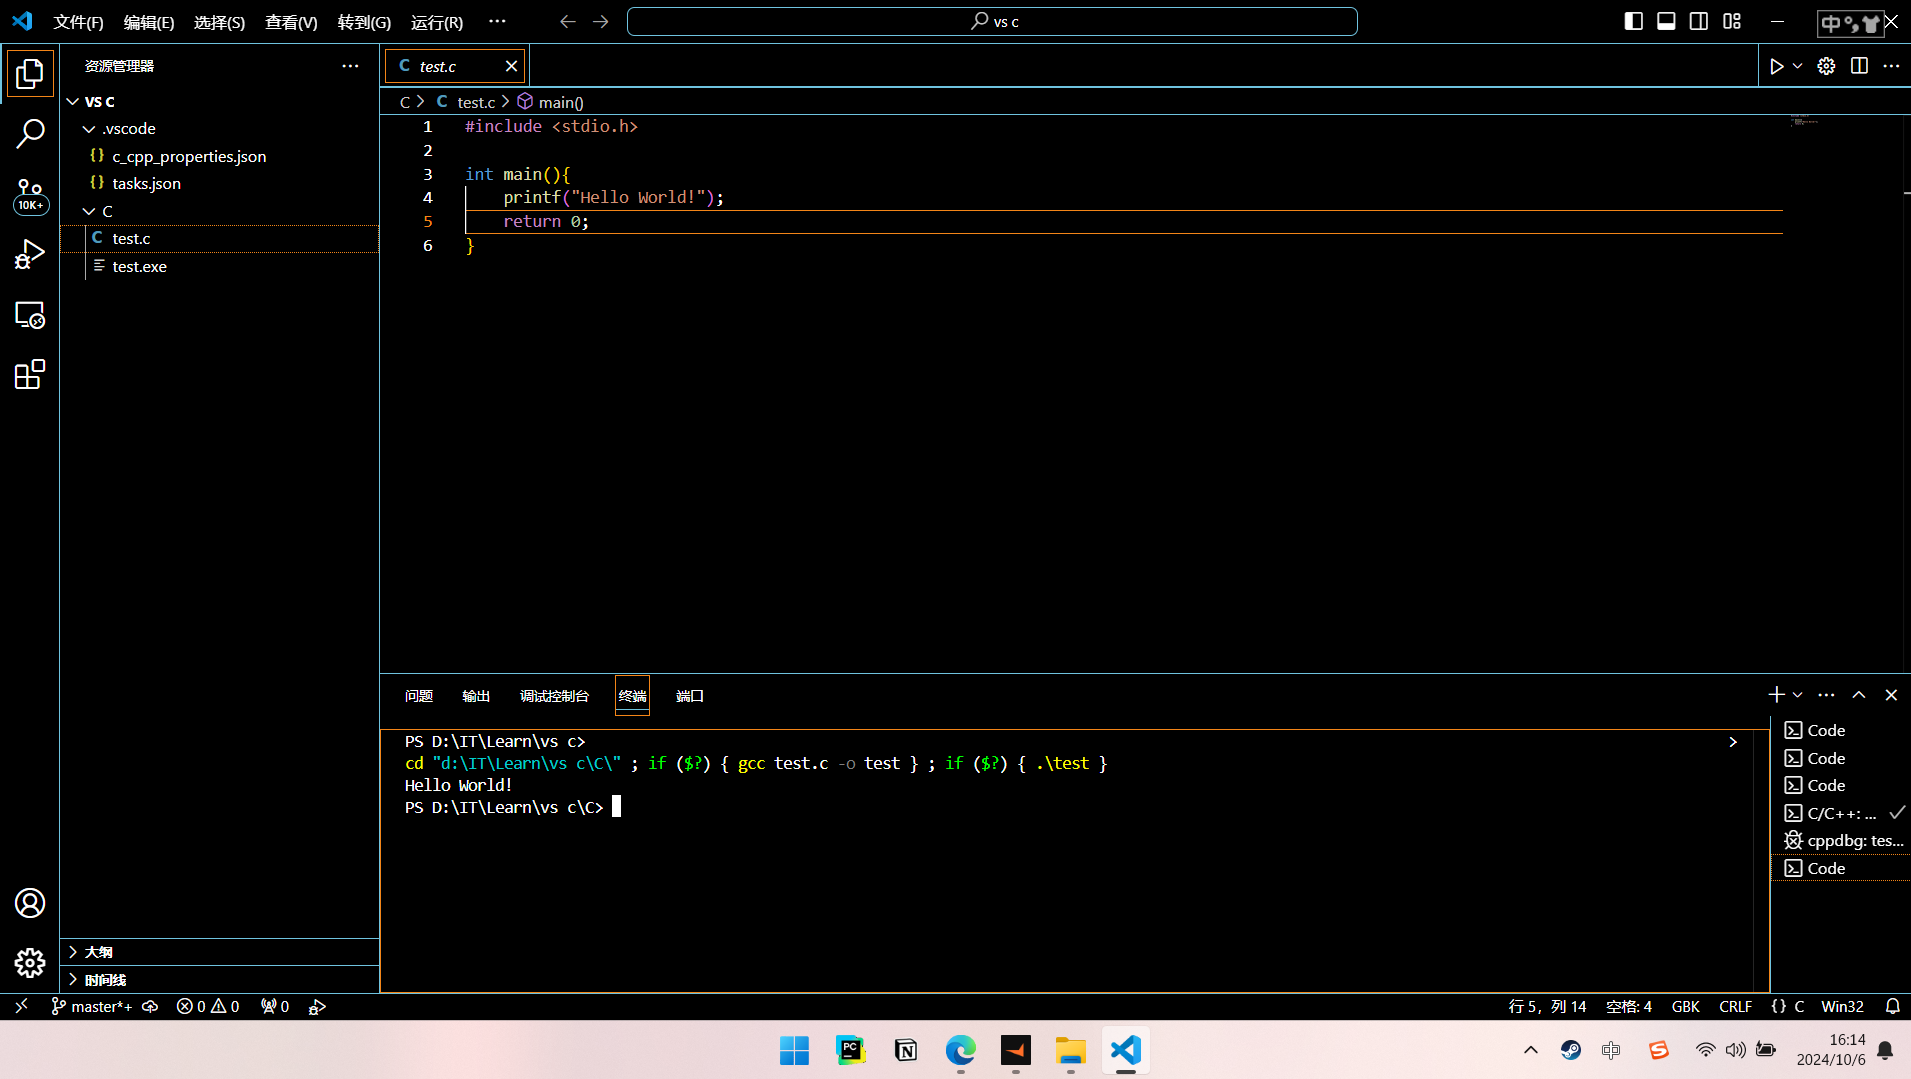 文件(F) 编辑(E) 选择(S) 查看(V) 转到(G) 运行(R) ··· vs c 中
资源管理器 ···
VS C
.vscode
{} c_cpp_properties.json
{} tasks.json
C
C test.c
test.exe
10K+
大纲
时间线
C test.c
C > C test.c > main()
1 #include <stdio.h>
2
3 int main(){
4 printf("Hello World!");
5 return 0;
6 }
问题 输出 调试控制台 终端 端口
PS D:\IT\Learn\vs c>
cd "d:\IT\Learn\vs c\C\" ; if ($?) { gcc test.c -o test } ; if ($?) { .\test }
Hello World!
PS D:\IT\Learn\vs c\C>
Code
Code
Code
C/C++: ...
cppdbg: tes...
Code
master*+ 0 0 0 行 5，列 14 空格: 4 GBK CRLF {} C Win32
PC N 中 S 16:14
2024/10/6